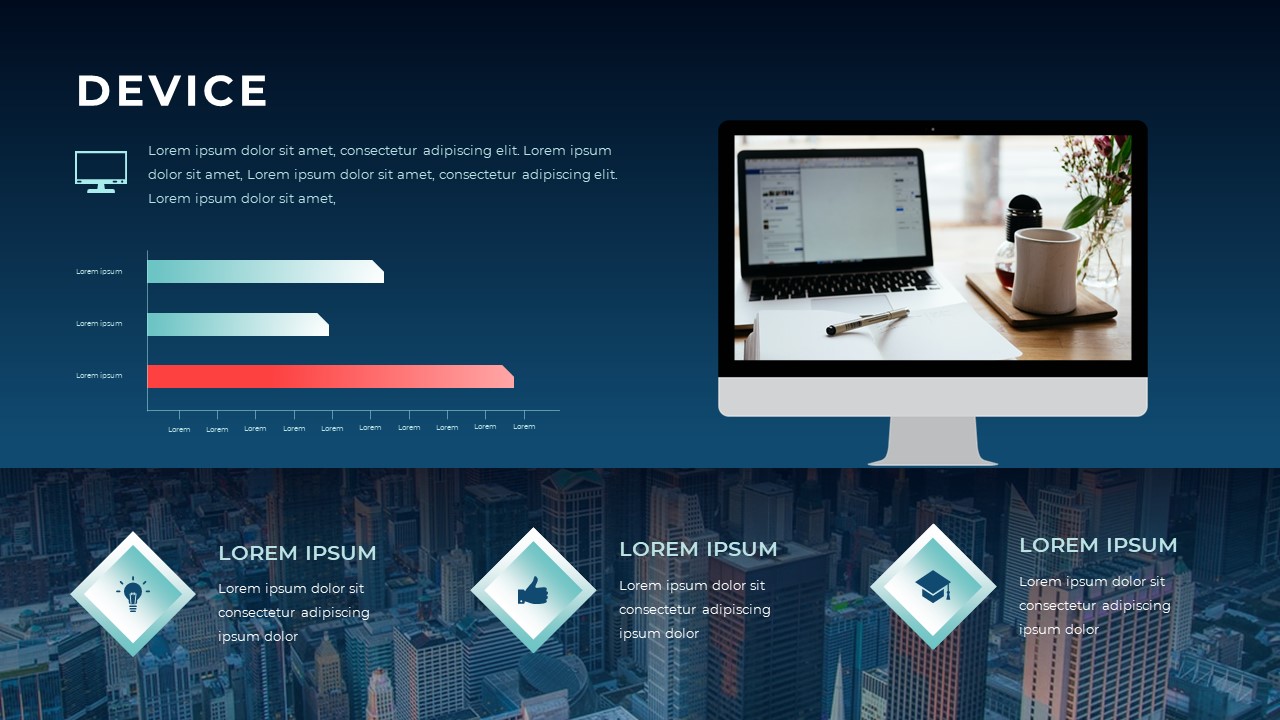 DEVICE
Lorem ipsum dolor sit amet, consectetur adipiscing elit. Lorem ipsum
dolor sit amet, Lorem ipsum dolor sit amet, consectetur adipiscing elit.
Lorem ipsum dolor sit amet,
Lorem ipsum
Lorem ipsum
Lorem ipsum
Lorem Lorem Lorem Lorem Lorem Lorem Lorem Lorem Lorem Lorem
LOREM IPSUM
Lorem ipsum dolor sit
consectetur adipiscing
ipsum dolor
LOREM IPSUM
Lorem ipsum dolor sit
consectetur adipiscing
ipsum dolor
LOREM IPSUM
Lorem ipsum dolor sit
consectetur adipiscing
ipsum dolor